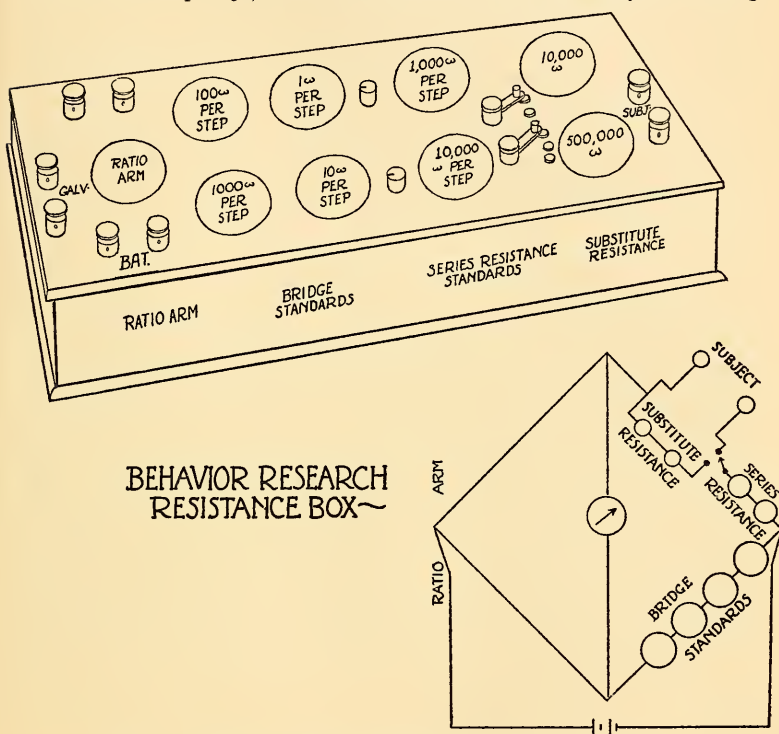 100ω
PER
STEP
1ω
PER
STEP
1,000ω
PER
STEP
10,000
ω
SUBJ-
RATIO
ARM
GALV-
1000ω
PER
STEP
10ω
PER
STEP
10,000
ω PER
STEP
500,000
ω
BAT.
RATIO ARM
BRIDGE
STANDARDS
SERIES RESISTANCE
STANDARDS
SUBSTITUTE
RESISTANCE
BEHAVIOR RESEARCH
RESISTANCE BOX~
SUBJECT
SUBSTITUTE
RESISTANCE
SERIES
RESISTANCE
ARM
RATIO
BRIDGE
STANDARDS